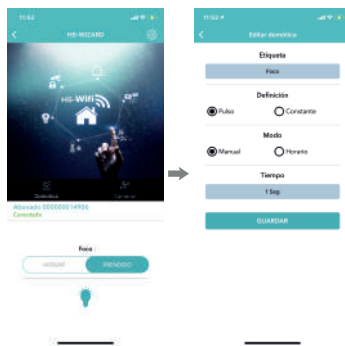 11:52
HS-WIZARD
HS-Wifi
Domótica
Cámaras
Abonado 000000014906
Conectado
Foco
APAGAR
ENCENDIDO
11:52
Editar domótica
Etiqueta
Foco
Definición
Pulso
Constante
Modo
Manual
Horario
Tiempo
1 Seg
GUARDAR